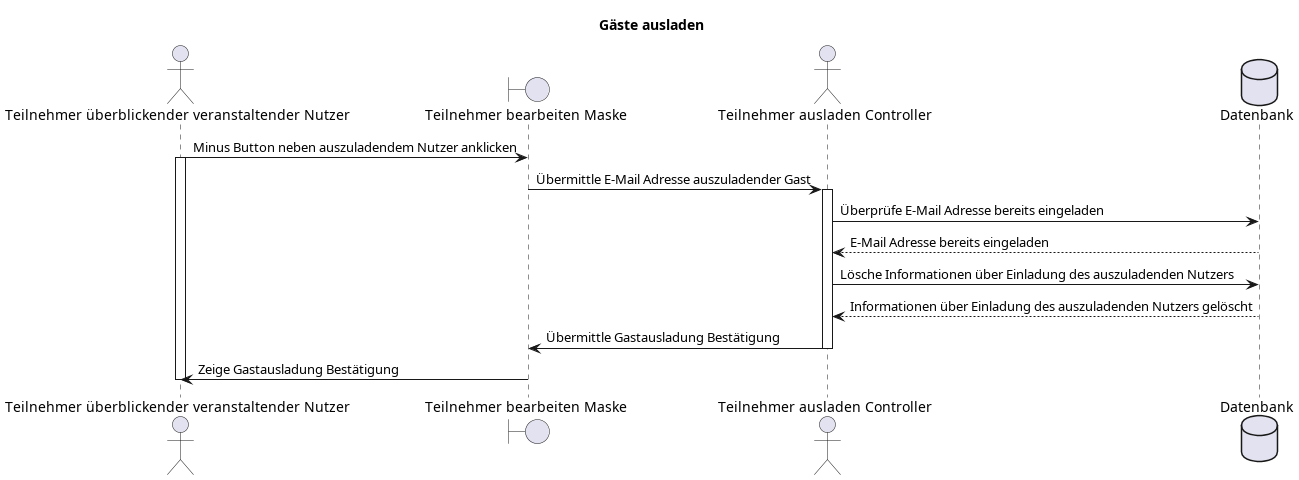 Gäste ausladen
Teilnehmer überblickender veranstaltender Nutzer
Teilnehmer bearbeiten Maske
Teilnehmer ausladen Controller
Datenbank
Minus Button neben auszuladendem Nutzer anklicken
Übermittle E-Mail Adresse auszuladender Gast
Überprüfe E-Mail Adresse bereits eingeladen
E-Mail Adresse bereits eingeladen
Lösche Informationen über Einladung des auszuladenden Nutzers
Informationen über Einladung des auszuladenden Nutzers gelöscht
Übermittle Gastausladung Bestätigung
Zeige Gastausladung Bestätigung
Teilnehmer überblickender veranstaltender Nutzer
Teilnehmer bearbeiten Maske
Teilnehmer ausladen Controller
Datenbank